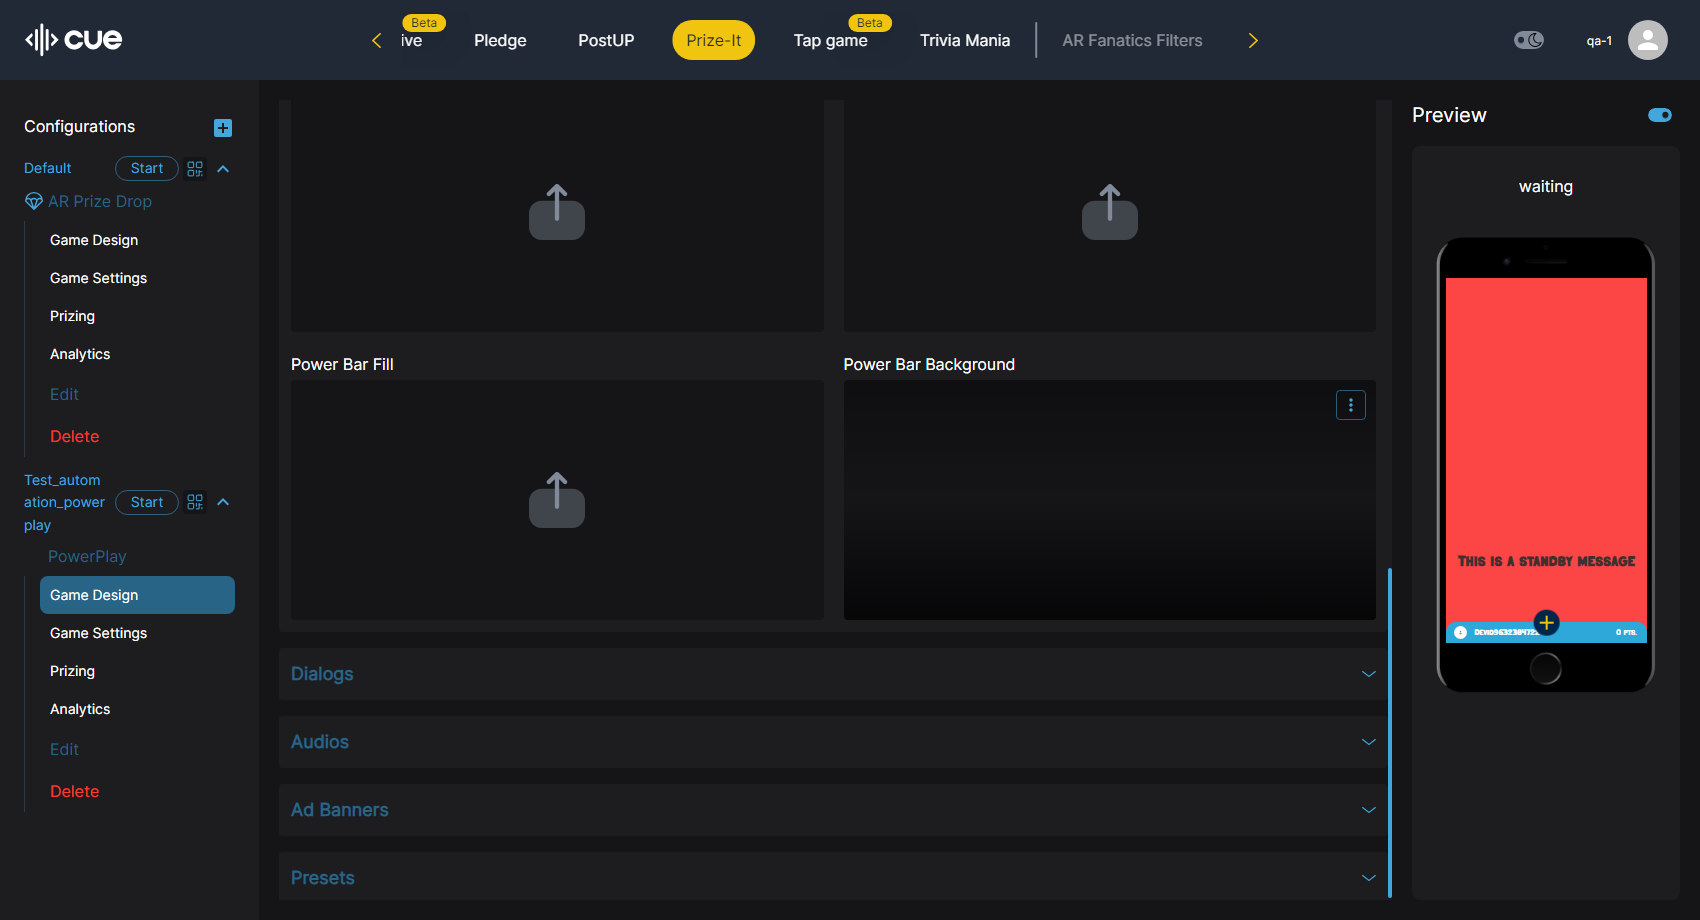 cue
Beta
ive
Pledge
PostUP
Prize-It
Beta
Tap game
Trivia Mania
AR Fanatics Filters
qa-1
Configurations
Default
Start
AR Prize Drop
Game Design
Game Settings
Prizing
Analytics
Edit
Delete
Test_autom
ation_power
play
Start
PowerPlay
Game Design
Game Settings
Prizing
Analytics
Edit
Delete
Power Bar Fill
Power Bar Background
Dialogs
Audios
Ad Banners
Presets
Preview
waiting
This is a standby message
0 pts.